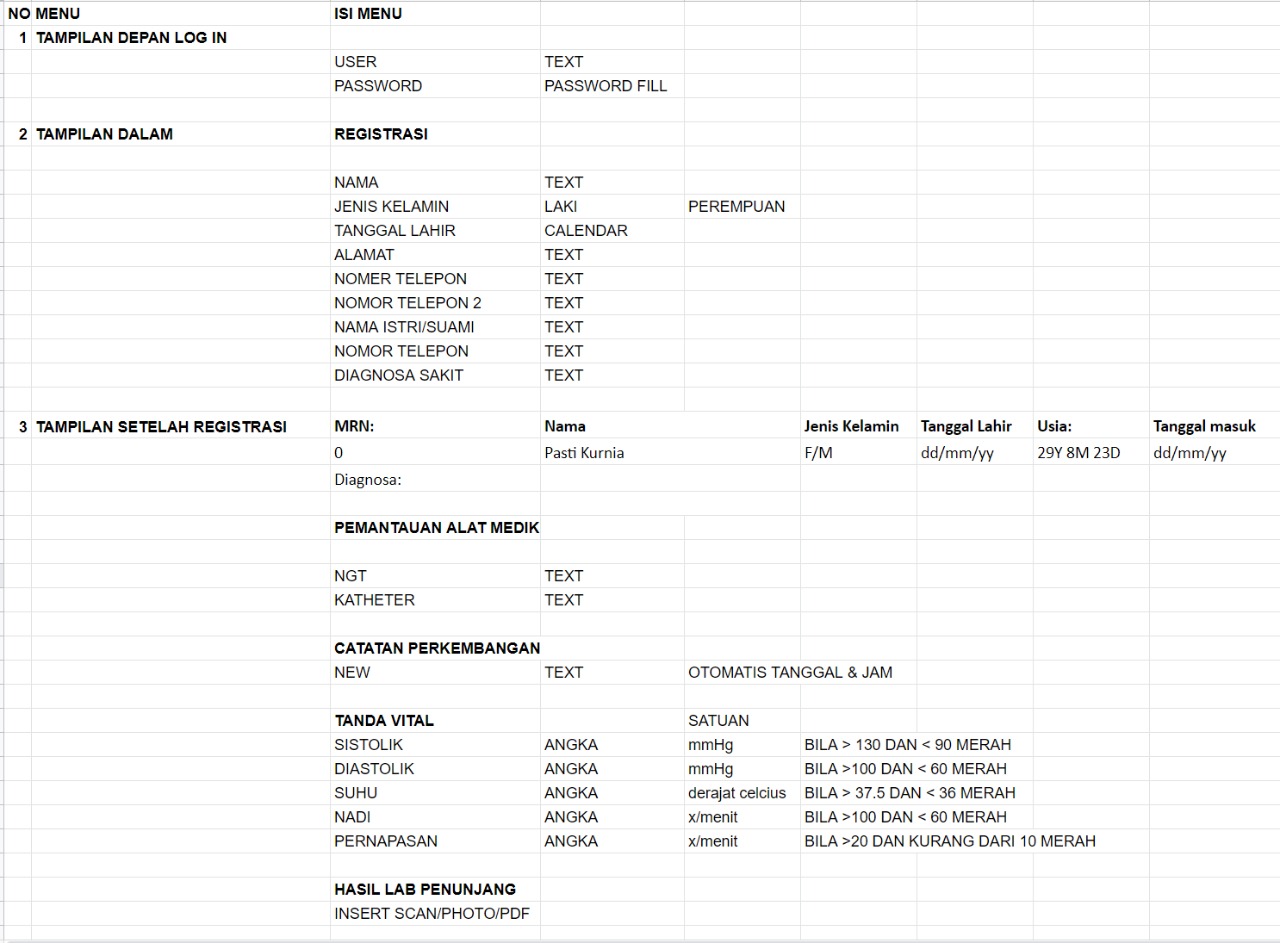 NO MENU ISI MENU
1 TAMPILAN DEPAN LOG IN
USER TEXT
PASSWORD PASSWORD FILL
2 TAMPILAN DALAM REGISTRASI
NAMA TEXT
JENIS KELAMIN LAKI PEREMPUAN
TANGGAL LAHIR CALENDAR
ALAMAT TEXT
NOMER TELEPON TEXT
NOMOR TELEPON 2 TEXT
NAMA ISTRI/SUAMI TEXT
NOMOR TELEPON TEXT
DIAGNOSA SAKIT TEXT
3 TAMPILAN SETELAH REGISTRASI MRN: Nama Jenis Kelamin Tanggal Lahir Usia: Tanggal masuk
0 Pasti Kurnia F/M dd/mm/yy 29Y 8M 23D dd/mm/yy
Diagnosa:
PEMANTAUAN ALAT MEDIK
NGT TEXT
KATHETER TEXT
CATATAN PERKEMBANGAN
NEW TEXT OTOMATIS TANGGAL & JAM
TANDA VITAL SATUAN
SISTOLIK ANGKA mmHg BILA > 130 DAN < 90 MERAH
DIASTOLIK ANGKA mmHg BILA >100 DAN < 60 MERAH
SUHU ANGKA derajat celcius BILA > 37.5 DAN < 36 MERAH
NADI ANGKA x/menit BILA >100 DAN < 60 MERAH
PERNAPASAN ANGKA x/menit BILA >20 DAN KURANG DARI 10 MERAH
HASIL LAB PENUNJANG
INSERT SCAN/PHOTO/PDF